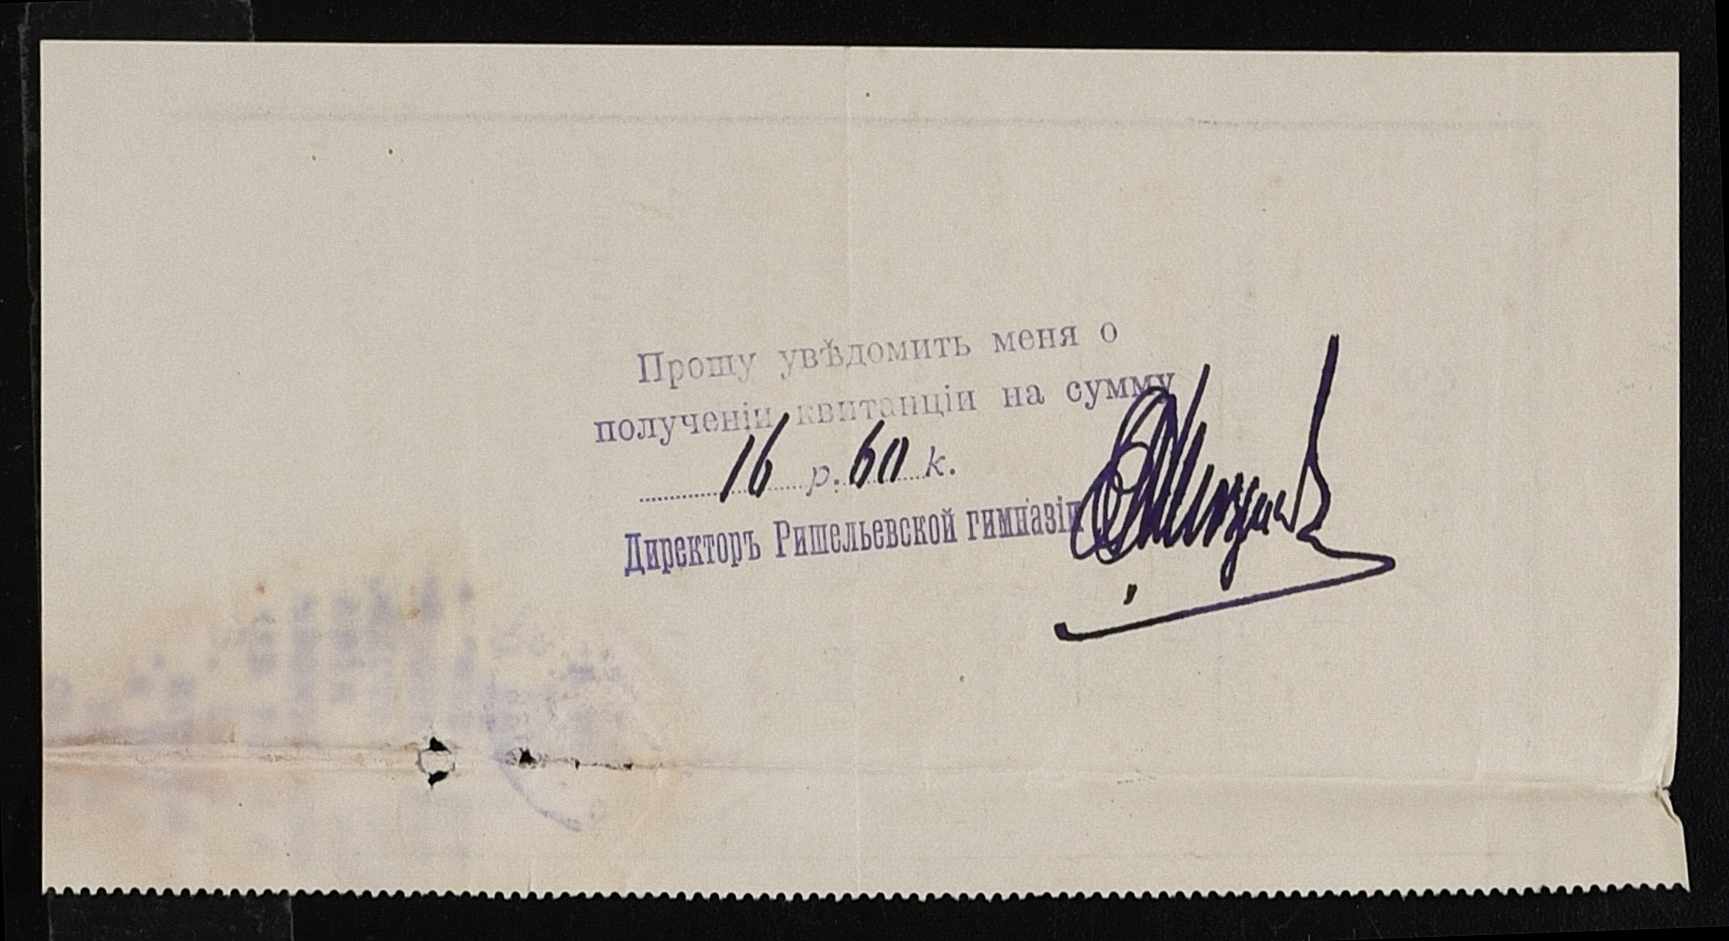 Прошу увѣдомить меня о
полученіи квитанціи на сумму
16 р. 60 к.
Директоръ Ришельевской гимназіи